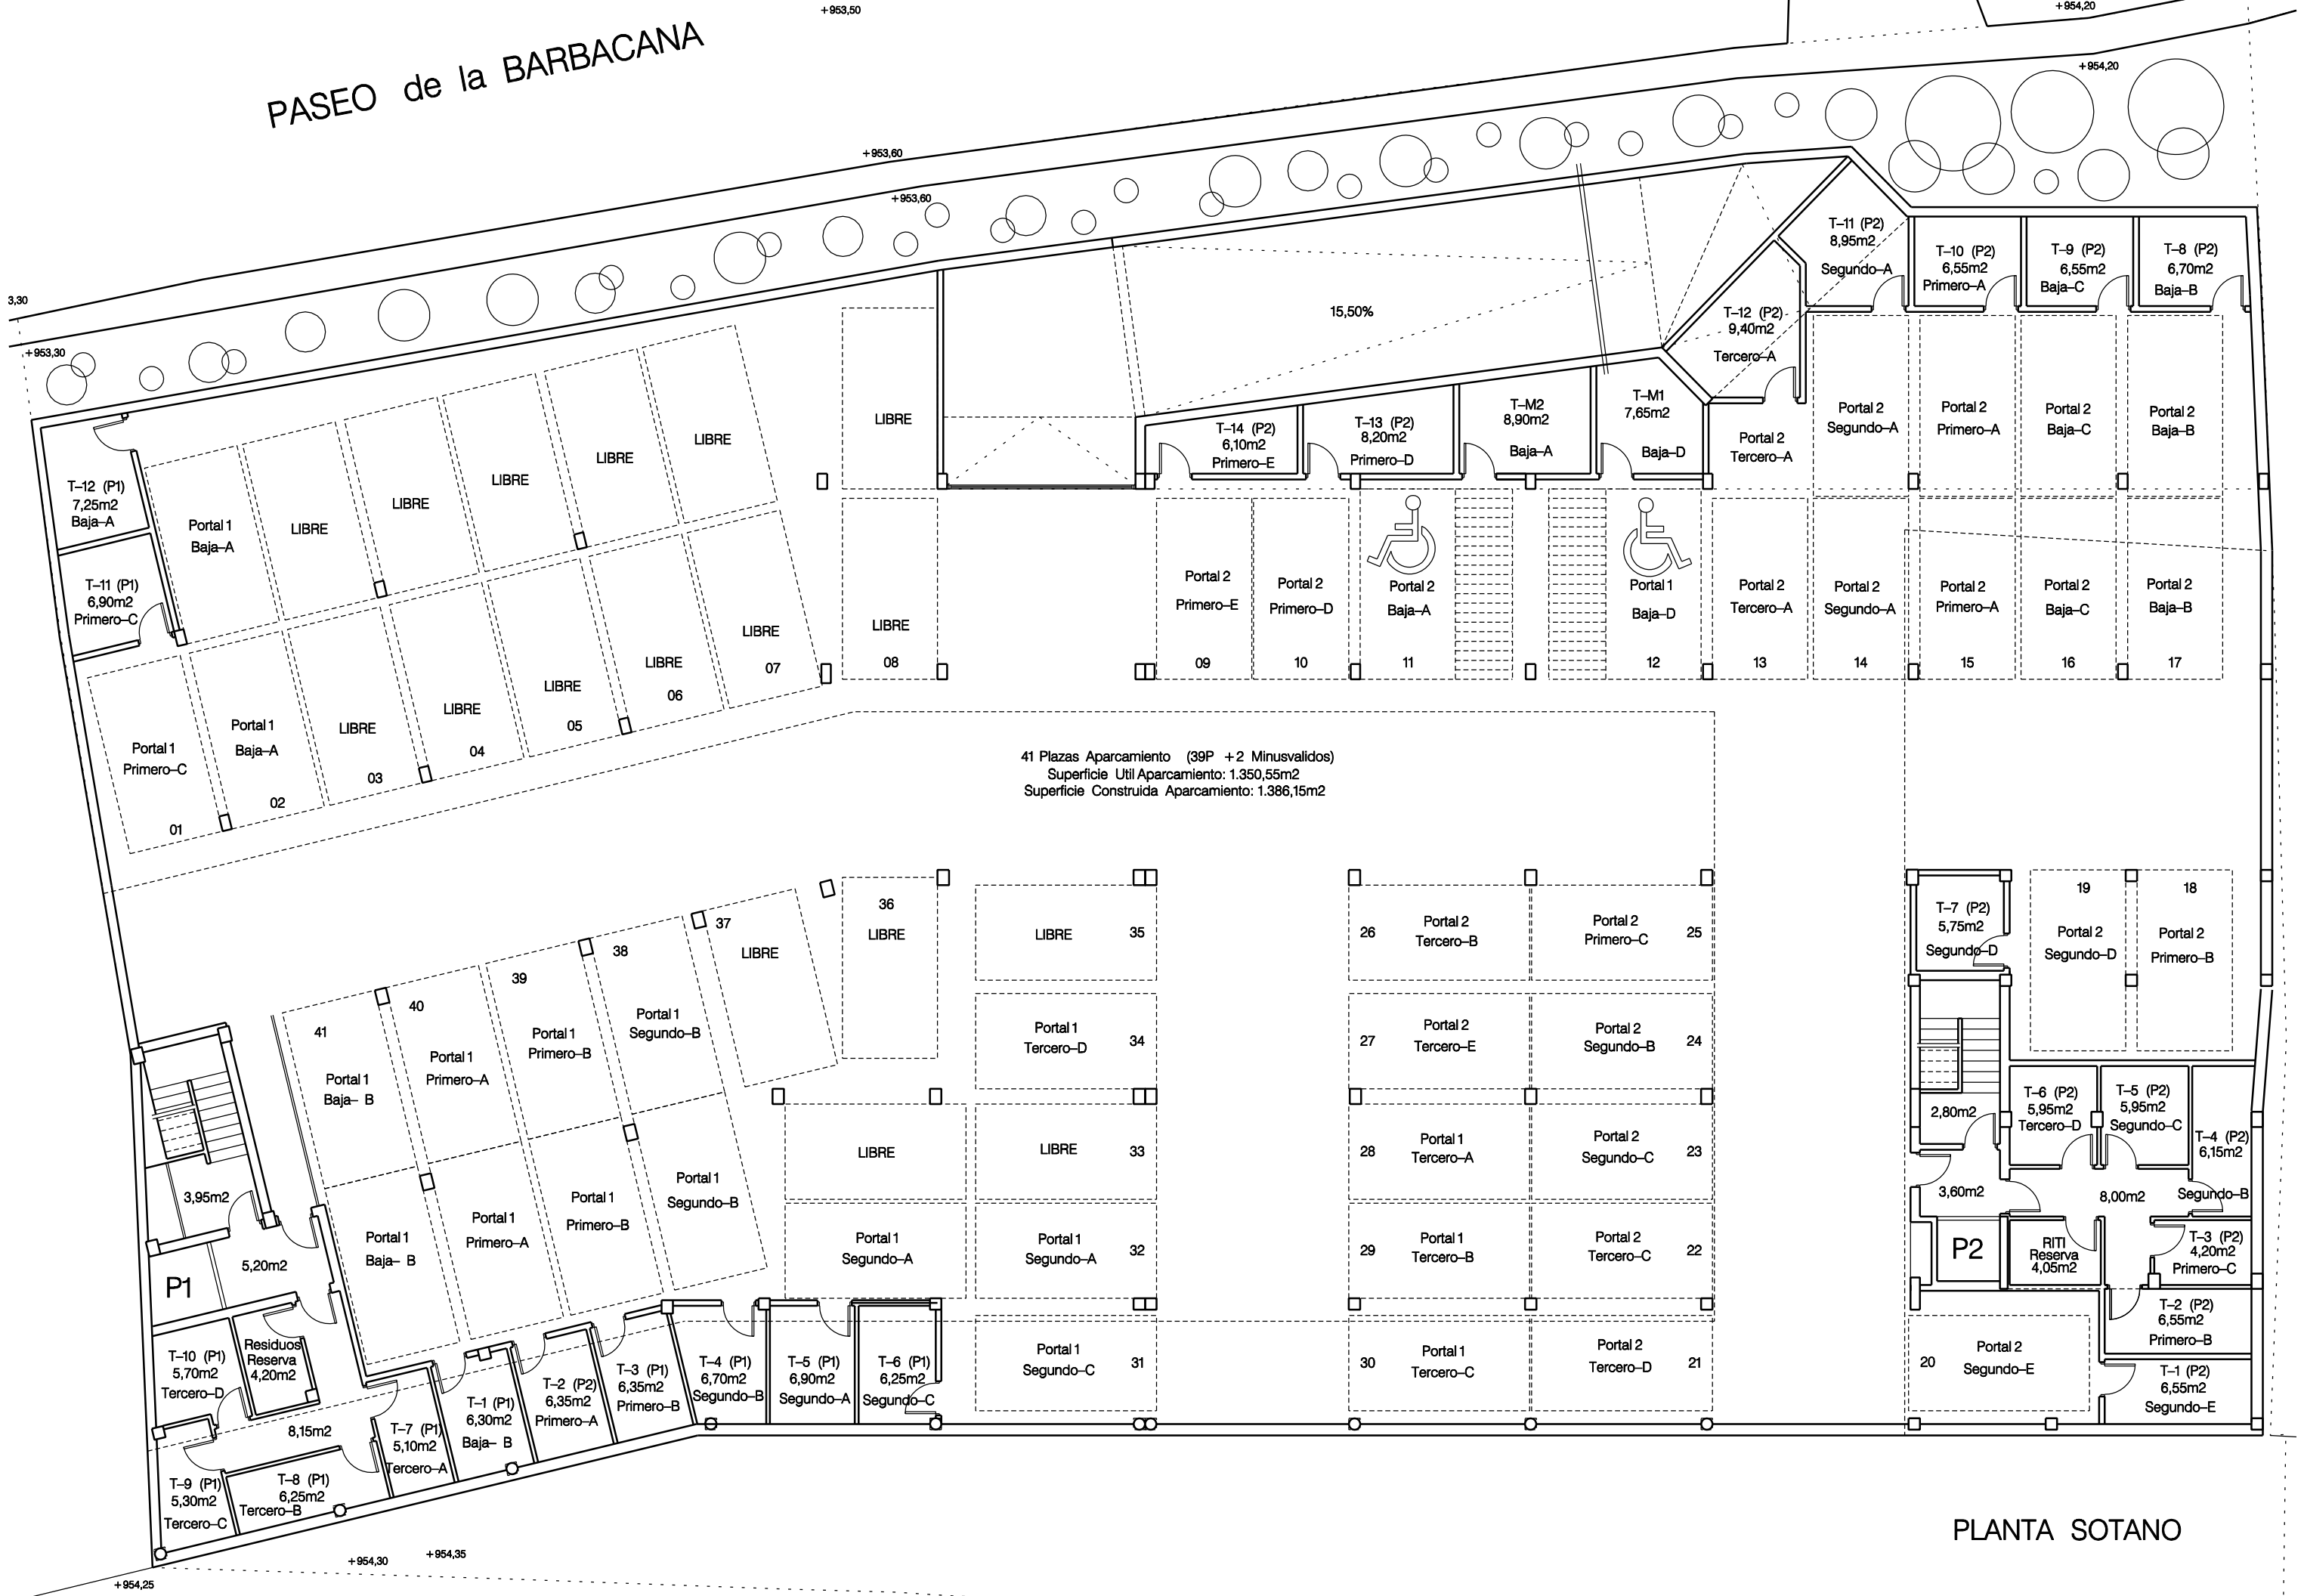 +953,50
+954,20
PASEO de la BARBACANA
+954,20
+953,60
+953,60
3,30
+953,30
15,50%
T–11 (P2)
8,95m2
Segundo–A
T–10 (P2)
6,55m2
Primero–A
T–9 (P2)
6,55m2
Baja–C
T–8 (P2)
6,70m2
Baja–B
T–12 (P2)
9,40m2
Tercero–A
T–M1
7,65m2
Baja–D
T–M2
8,90m2
Baja–A
T–13 (P2)
8,20m2
Primero–D
T–14 (P2)
6,10m2
Primero–E
LIBRE
LIBRE
LIBRE
LIBRE
LIBRE
LIBRE
Portal 1
Baja–A
T–12 (P1)
7,25m2
Baja–A
T–11 (P1)
6,90m2
Primero–C
Portal 2
Tercero–A
Portal 2
Segundo–A
Portal 2
Primero–A
Portal 2
Baja–C
Portal 2
Baja–B
Portal 1
Primero–C
01
Portal 1
Baja–A
02
LIBRE
03
LIBRE
04
LIBRE
05
LIBRE
06
LIBRE
07
LIBRE
08
Portal 2
Primero–E
09
Portal 2
Primero–D
10
Portal 2
Baja–A
11
Portal 1
Baja–D
12
Portal 2
Tercero–A
13
Portal 2
Segundo–A
14
Portal 2
Primero–A
15
Portal 2
Baja–C
16
Portal 2
Baja–B
17
41 Plazas Aparcamiento (39P +2 Minusvalidos)
Superficie Util Aparcamiento: 1.350,55m2
Superficie Construida Aparcamiento: 1.386,15m2
41
Portal 1
Baja– B
40
Portal 1
Primero–A
39
Portal 1
Primero–B
38
Portal 1
Segundo–B
37
LIBRE
36
LIBRE
LIBRE
35
Portal 1
Tercero–D
34
LIBRE
LIBRE
33
Portal 1
Segundo–A
Portal 1
Segundo–A
32
Portal 1
Segundo–C
31
Portal 1
Baja– B
Portal 1
Primero–A
Portal 1
Primero–B
Portal 1
Segundo–B
26
Portal 2
Tercero–B
Portal 2
Primero–C
25
27
Portal 2
Tercero–E
Portal 2
Segundo–B
24
28
Portal 1
Tercero–A
Portal 2
Segundo–C
23
29
Portal 1
Tercero–B
Portal 2
Tercero–C
22
30
Portal 1
Tercero–C
Portal 2
Tercero–D
21
T–7 (P2)
5,75m2
Segundo–D
19
Portal 2
Segundo–D
18
Portal 2
Primero–B
2,80m2
T–6 (P2)
5,95m2
Tercero–D
T–5 (P2)
5,95m2
Segundo–C
T–4 (P2)
6,15m2
Segundo–B
3,60m2
8,00m2
P2
RITI
Reserva
4,05m2
T–3 (P2)
4,20m2
Primero–C
T–2 (P2)
6,55m2
Primero–B
20
Portal 2
Segundo–E
T–1 (P2)
6,55m2
Segundo–E
3,95m2
5,20m2
P1
T–10 (P1)
5,70m2
Tercero–D
Residuos
Reserva
4,20m2
8,15m2
T–9 (P1)
5,30m2
Tercero–C
T–8 (P1)
6,25m2
Tercero–B
T–7 (P1)
5,10m2
Tercero–A
T–1 (P1)
6,30m2
Baja– B
T–2 (P2)
6,35m2
Primero–A
T–3 (P1)
6,35m2
Primero–B
T–4 (P1)
6,70m2
Segundo–B
T–5 (P1)
6,90m2
Segundo–A
T–6 (P1)
6,25m2
Segundo–C
PLANTA SOTANO
+954,35
+954,30
+954,25